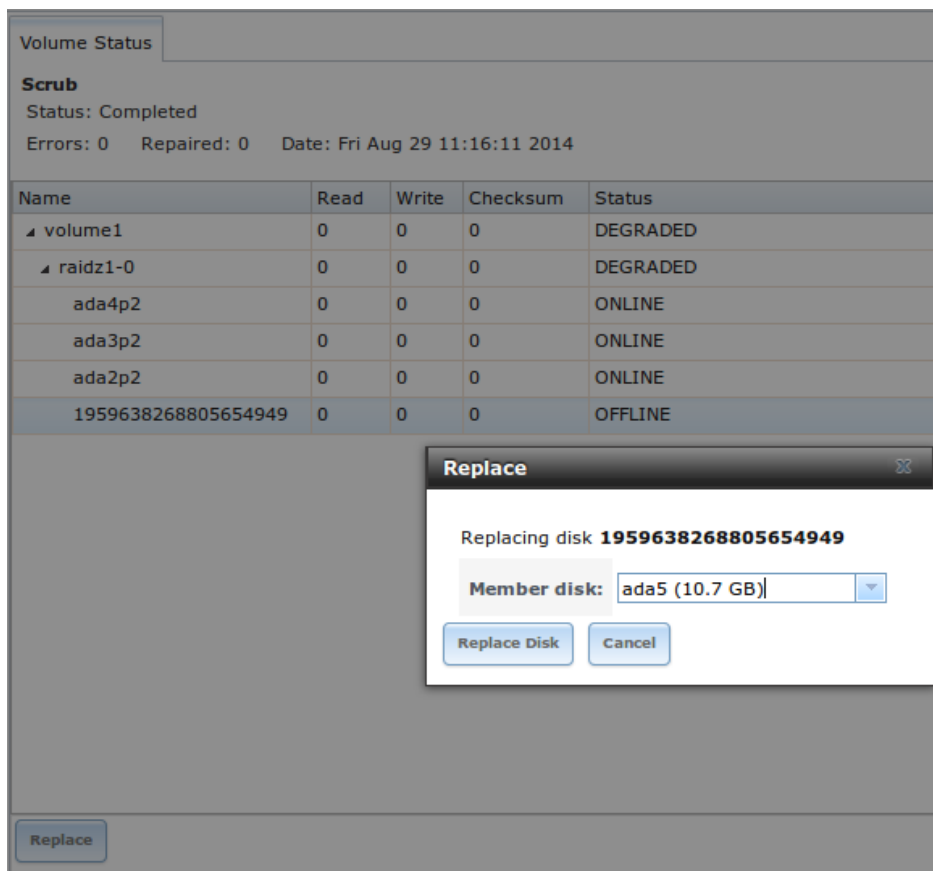 Volume Status
Scrub
Status: Completed
Errors: 0 Repaired: 0 Date: Fri Aug 29 11:16:11 2014
Name Read Write Checksum Status
volume1 0 0 0 DEGRADED
raidz1-0 0 0 0 DEGRADED
ada4p2 0 0 0 ONLINE
ada3p2 0 0 0 ONLINE
ada2p2 0 0 0 ONLINE
1959638268805654949 0 0 0 OFFLINE
Replace
Replacing disk 1959638268805654949
Member disk: ada5 (10.7 GB)
Replace Disk Cancel
Replace